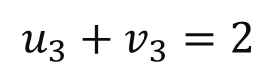 u₃ + v₃ = 2